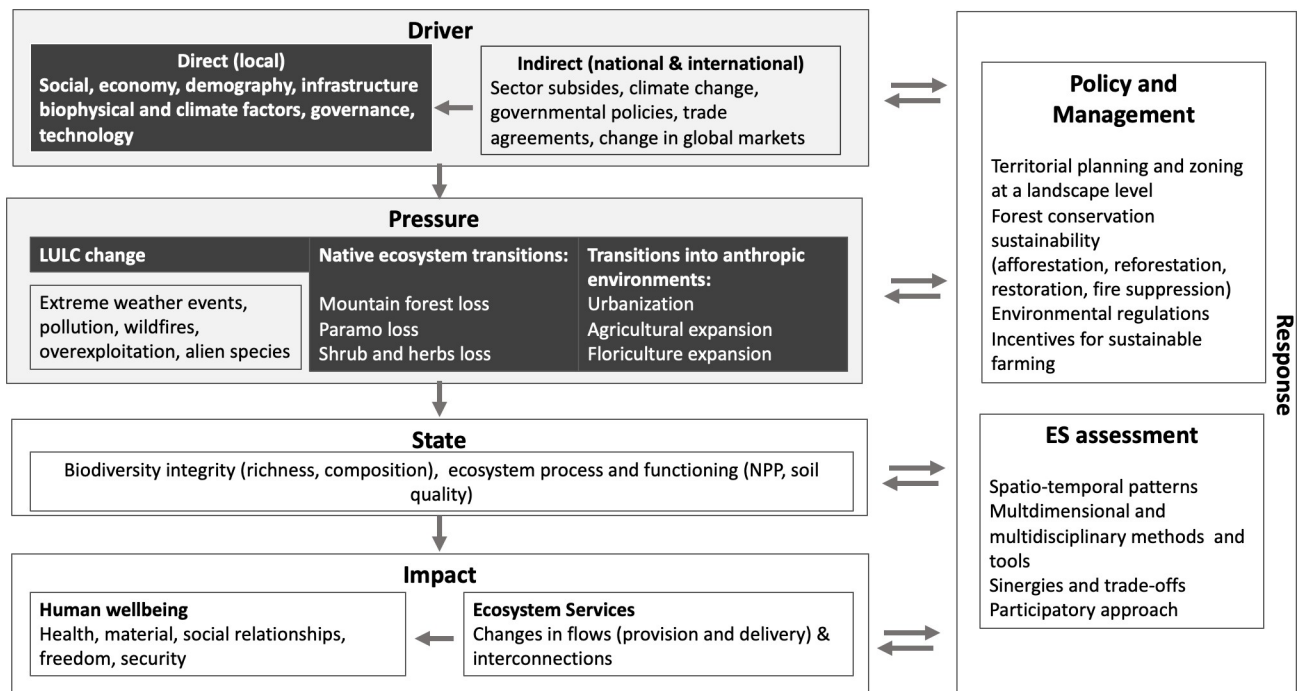 Driver
Direct (local)
Social, economy, demography, infrastructure
biophysical and climate factors, governance,
technology
Indirect (national & international)
Sector subsides, climate change,
governmental policies, trade
agreements, change in global markets
Pressure
LULC change
Extreme weather events,
pollution, wildfires,
overexploitation, alien species
Native ecosystem transitions:
Mountain forest loss
Paramo loss
Shrub and herbs loss
Transitions into anthropic
environments:
Urbanization
Agricultural expansion
Floriculture expansion
State
Biodiversity integrity (richness, composition), ecosystem process and functioning (NPP, soil
quality)
Impact
Human wellbeing
Health, material, social relationships,
freedom, security
Ecosystem Services
Changes in flows (provision and delivery) &
interconnections
Policy and
Management
Territorial planning and zoning
at a landscape level
Forest conservation
sustainability
(afforestation, reforestation,
restoration, fire suppression)
Environmental regulations
Incentives for sustainable
farming
ES assessment
Spatio-temporal patterns
Multdimensional and
multidisciplinary methods and
tools
Sinergies and trade-offs
Participatory approach
Response